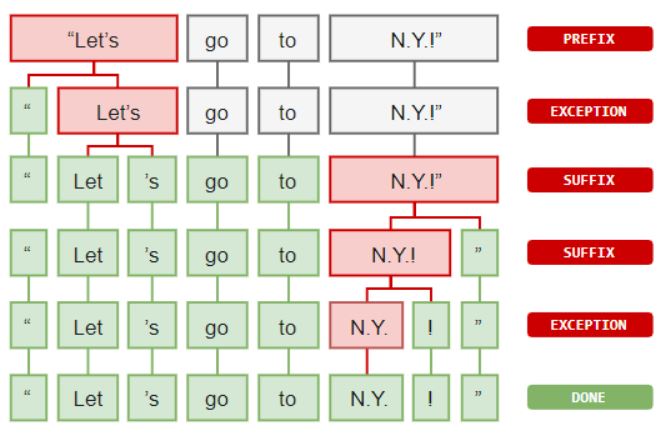 “Let’s go to N.Y.!” PREFIX
“ Let’s go to N.Y.!” EXCEPTION
“ Let ’s go to N.Y.!” SUFFIX
“ Let ’s go to N.Y.! ” SUFFIX
“ Let ’s go to N.Y. ! ” EXCEPTION
“ Let ’s go to N.Y. ! ” DONE